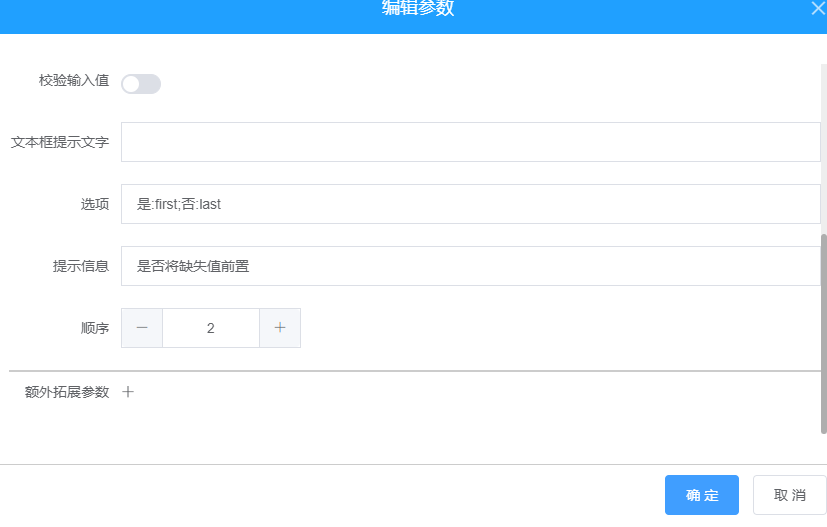 编辑参数
校验输入值
文本框提示文字
选项 是:first;否:last
提示信息 是否将缺失值前置
顺序 2
额外拓展参数
确定 取消